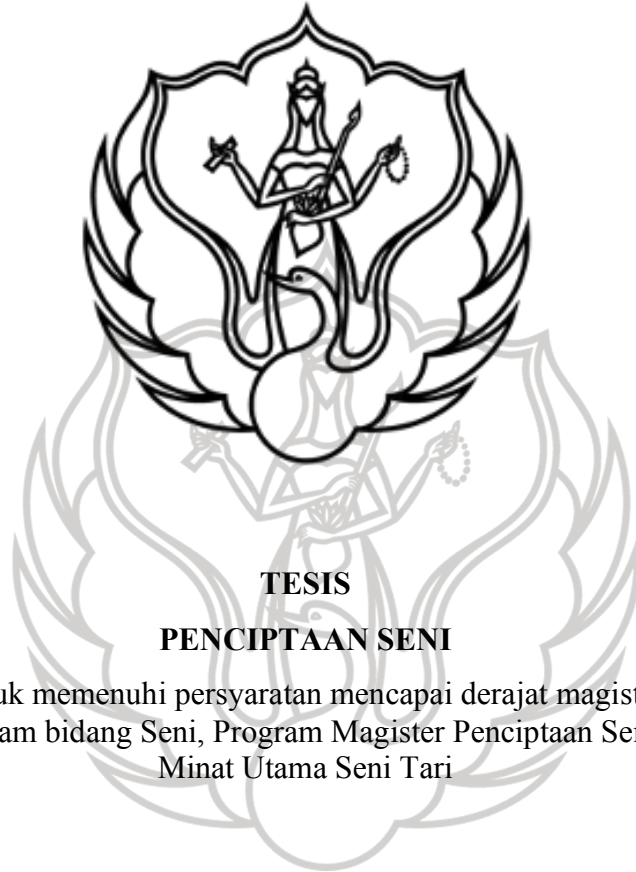 TESIS
PENCIPTAAN SENI
uk memenuhi persyaratan mencapai derajat magist
am bidang Seni, Program Magister Penciptaan Sen
Minat Utama Seni Tari